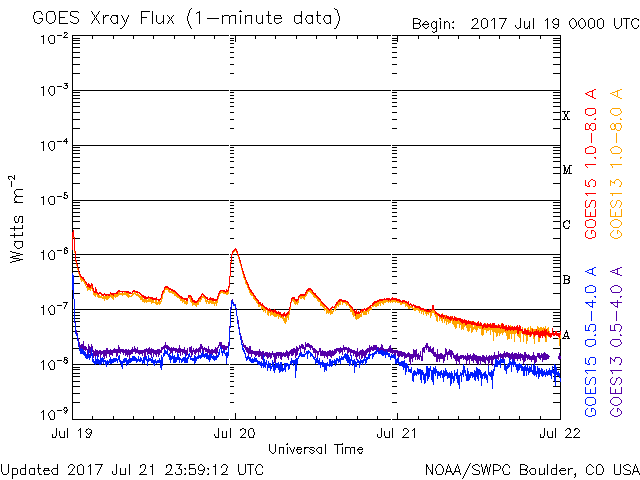 GOES Xray Flux (1-minute data)
Begin: 2017 Jul 19 0000 UTC
10^-2
10^-3
10^-4
10^-5
10^-6
10^-7
10^-8
10^-9
Watts m^-2
X
M
C
B
A
GOES15 1.0-8.0 A
GOES13 1.0-8.0 A
GOES15 0.5-4.0 A
GOES13 0.5-4.0 A
Jul 19
Jul 20
Jul 21
Jul 22
Universal Time
Updated 2017 Jul 21 23:59:12 UTC
NOAA/SWPC Boulder, CO USA